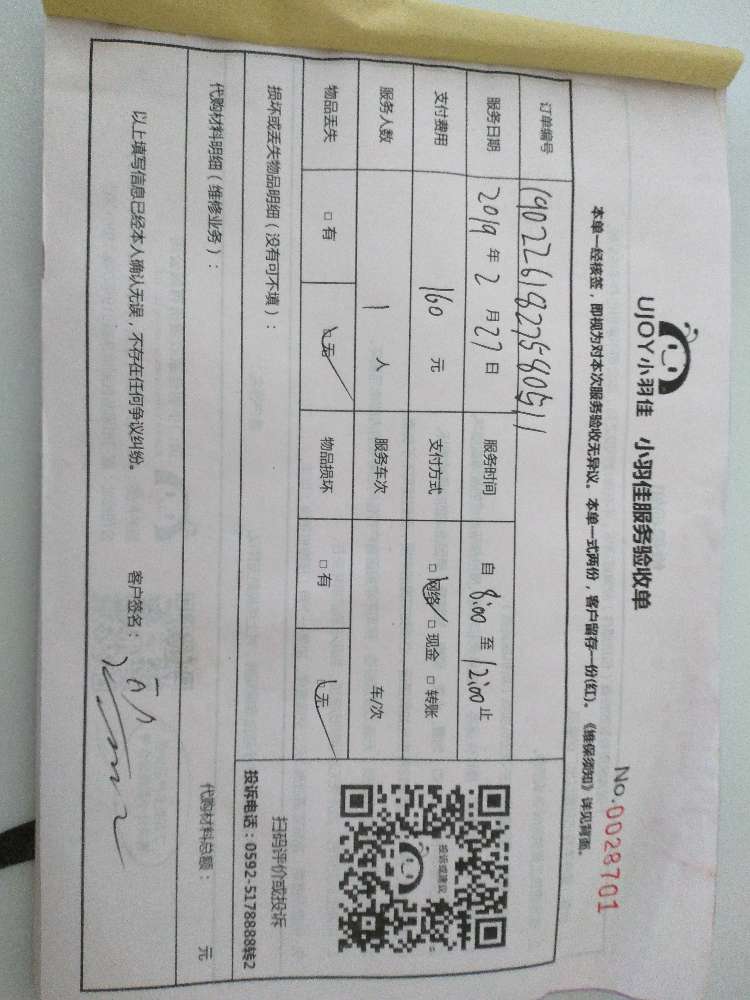 UJOY小羽佳 小羽佳服务验收单
No.0028701
本单一经核签，即视为对本次服务验收无异议。本单一式两份，客户留存一份(红)。《维保须知》详见背面。
订单编号 1902261827580511
服务日期 2019 年 2 月 27 日 服务时间 自 8:00 至 12:00 止
支付费用 160 元 支付方式 □ 网络 □ 现金 □ 转账
服务人数 1 人 服务车次 车/次
物品丢失 □ 有 □ 无 物品损坏 □ 有 □ 无
投诉或建议
扫码评价或投诉
投诉电话：0592-5178888转2
损坏或丢失物品明细（没有可不填）：
代购材料明细（维修业务）： 代购材料总额： 元
以上填写信息已经本人确认无误，不存在任何争议纠纷。 客户签名：